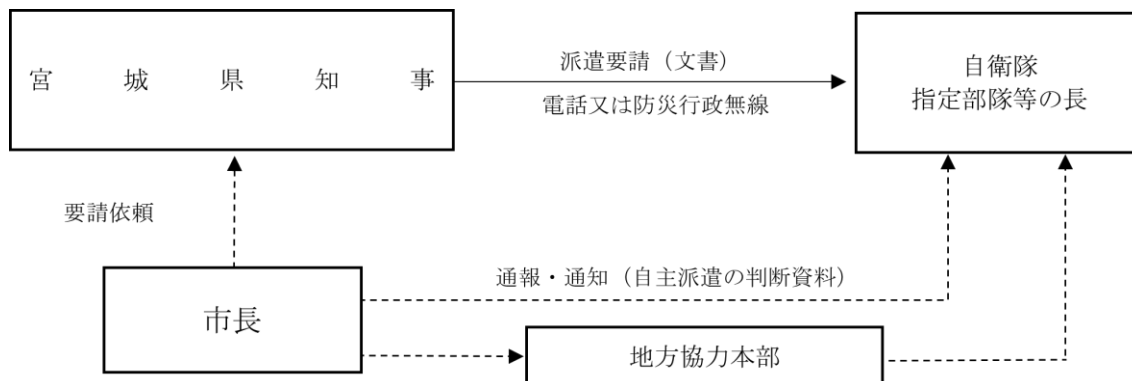 宮城県知事
派遣要請（文書）
電話又は防災行政無線
自衛隊
指定部隊等の長
要請依頼
通報・通知（自主派遣の判断資料）
市長
地方協力本部